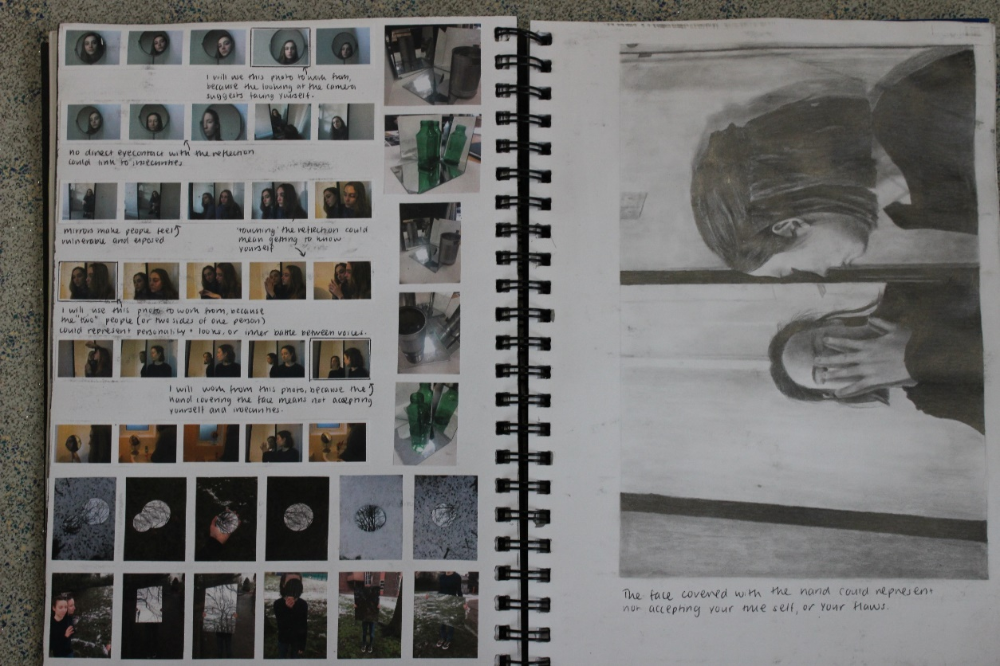 I will use this photo to work from,
because the looking at the camera
suggests facing yourself.
no direct eyecontact with the reflection
could link to insecurities
mirrors make people feel
vulnerable and exposed
'touching' the reflection could
mean getting to know
yourself
I will use this photo to work from, because
the "two" people (or two sides of one person)
could represent personality + looks, or inner battle between voices.
I will work from this photo, because the
hand covering the face means not accepting
yourself and insecurities.
The face covered with the hand could represent
not accepting your true self, or your flaws.